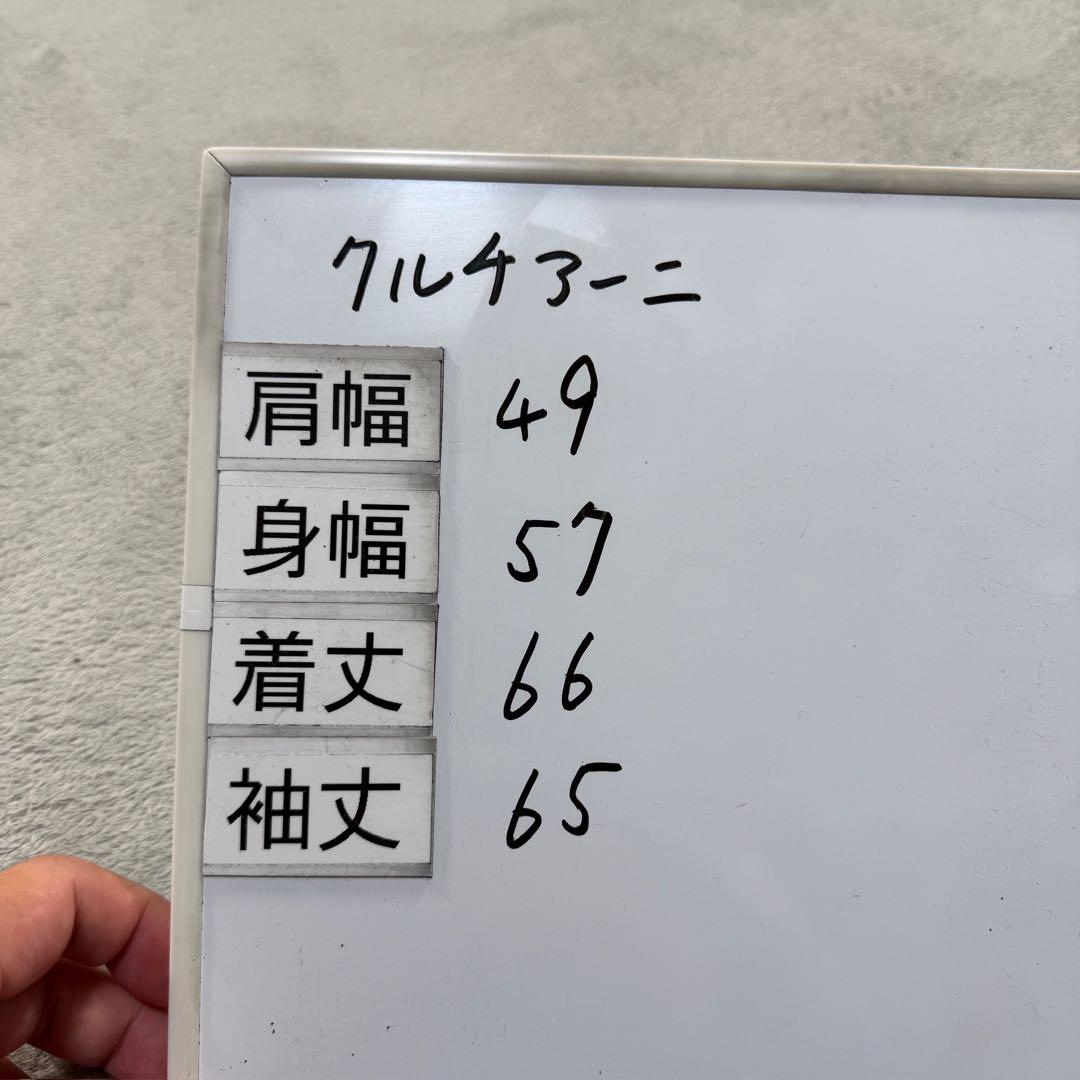 クルチアーニ
肩幅 49
身幅 57
着丈 66
袖丈 65